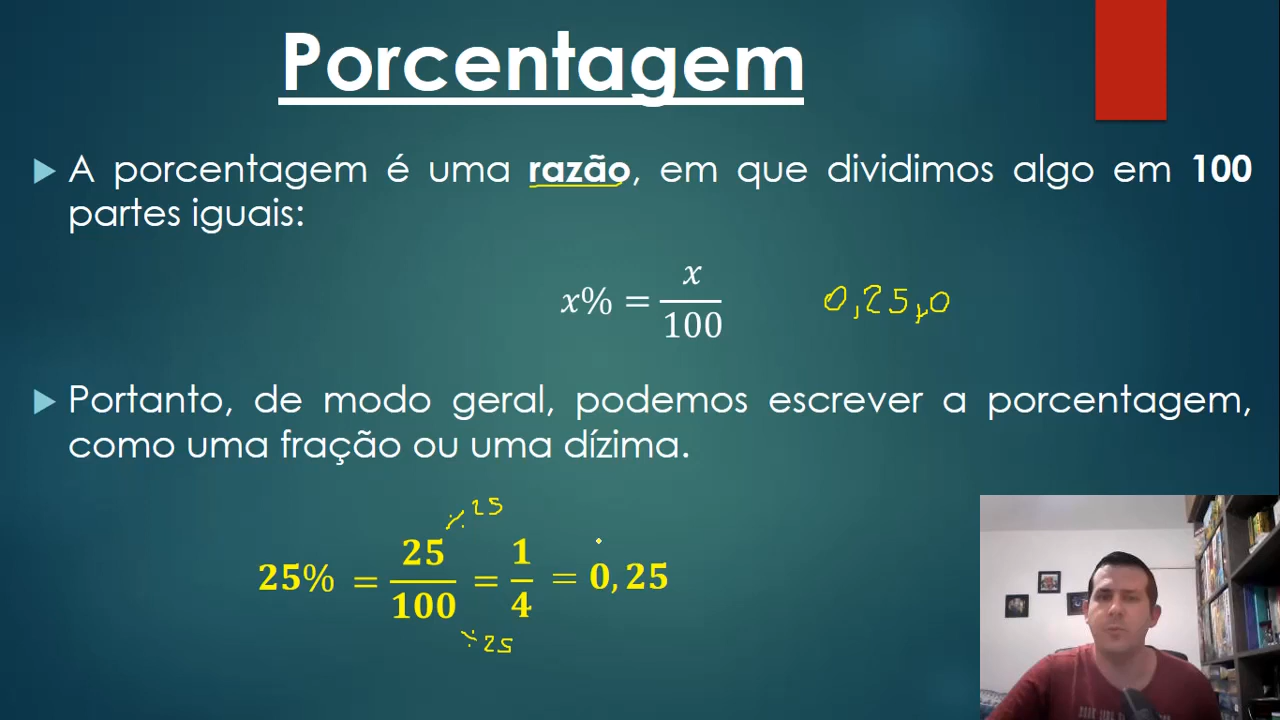 Porcentagem
A porcentagem é uma razão, em que dividimos algo em 100
partes iguais:
x% = x/100
0,25,0
Portanto, de modo geral, podemos escrever a porcentagem,
como uma fração ou uma dízima.
÷25
25% = 25/100 = 1/4 = 0,25
÷25